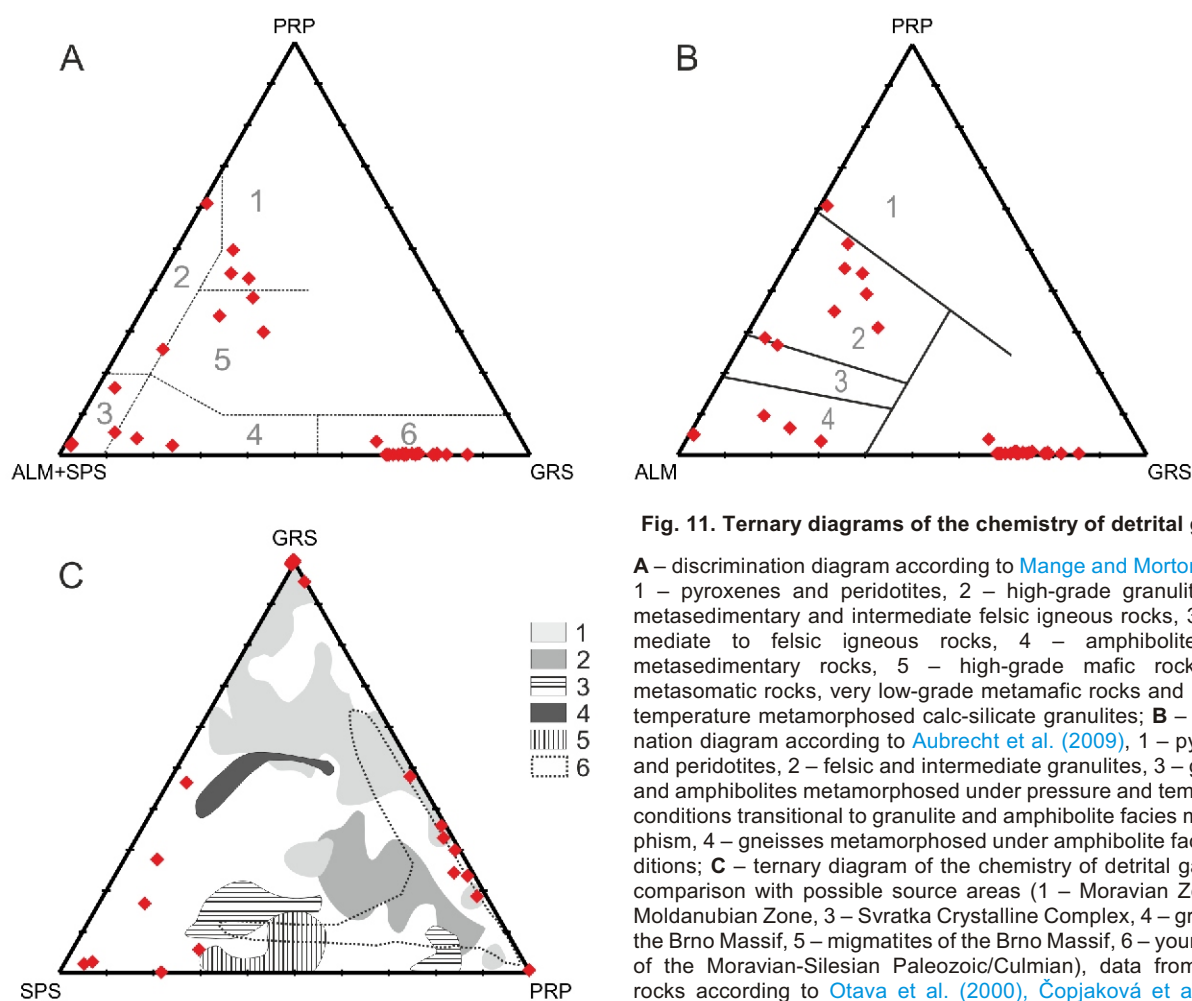 A
PRP
1
2
5
3
4
6
ALM+SPS
GRS
B
PRP
1
2
3
4
ALM
GRS
C
GRS
1
2
3
4
5
6
SPS
PRP
Fig. 11. Ternary diagrams of the chemistry of detrital g
A – discrimination diagram according to Mange and Morton
1 – pyroxenes and peridotites, 2 – high-grade granulit
metasedimentary and intermediate felsic igneous rocks, 3
mediate to felsic igneous rocks, 4 – amphibolite
metasedimentary rocks, 5 – high-grade mafic rock
metasomatic rocks, very low-grade metamafic rocks and
temperature metamorphosed calc-silicate granulites; B –
nation diagram according to Aubrecht et al. (2009), 1 – py
and peridotites, 2 – felsic and intermediate granulites, 3 – g
and amphibolites metamorphosed under pressure and tem
conditions transitional to granulite and amphibolite facies m
phism, 4 – gneisses metamorphosed under amphibolite fac
ditions; C – ternary diagram of the chemistry of detrital ga
comparison with possible source areas (1 – Moravian Zo
Moldanubian Zone, 3 – Svratka Crystalline Complex, 4 – gr
the Brno Massif, 5 – migmatites of the Brno Massif, 6 – your
of the Moravian-Silesian Paleozoic/Culmian), data from
rocks according to Otava et al. (2000), Čopjaková et a